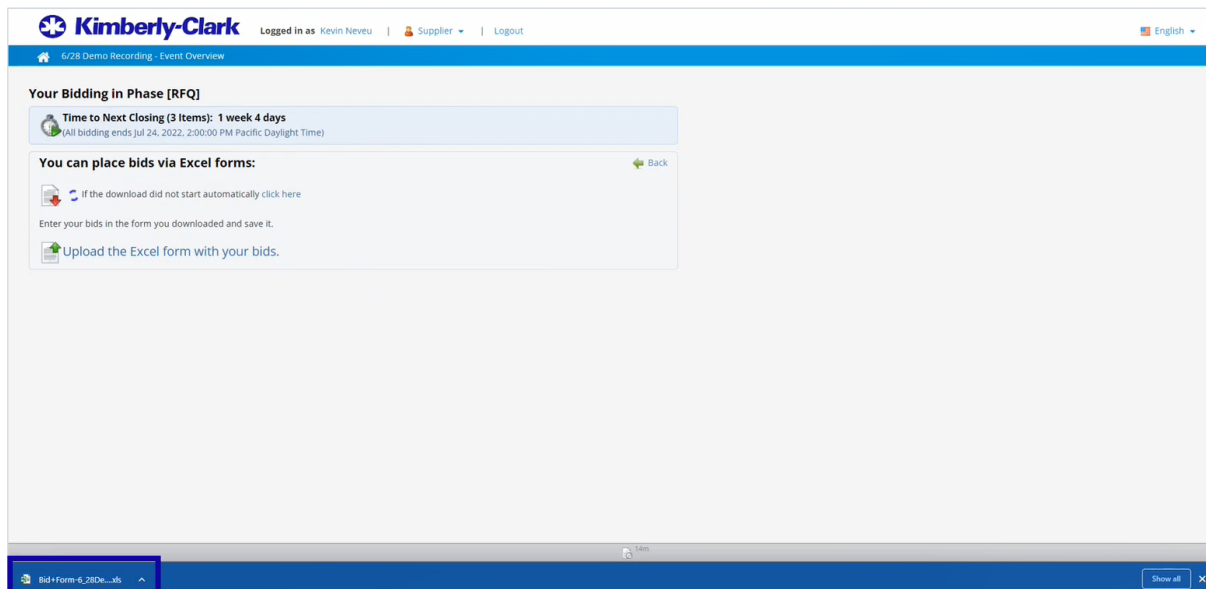 Kimberly-Clark Logged in as Kevin Neveu | Supplier | Logout English
6/28 Demo Recording - Event Overview
Your Bidding in Phase [RFQ]
Time to Next Closing (3 Items): 1 week 4 days
(All bidding ends Jul 24, 2022, 2:00:00 PM Pacific Daylight Time)
You can place bids via Excel forms: Back
If the download did not start automatically click here
Enter your bids in the form you downloaded and save it.
Upload the Excel form with your bids.
14m
Bid+Form-6_28De....xls Show all